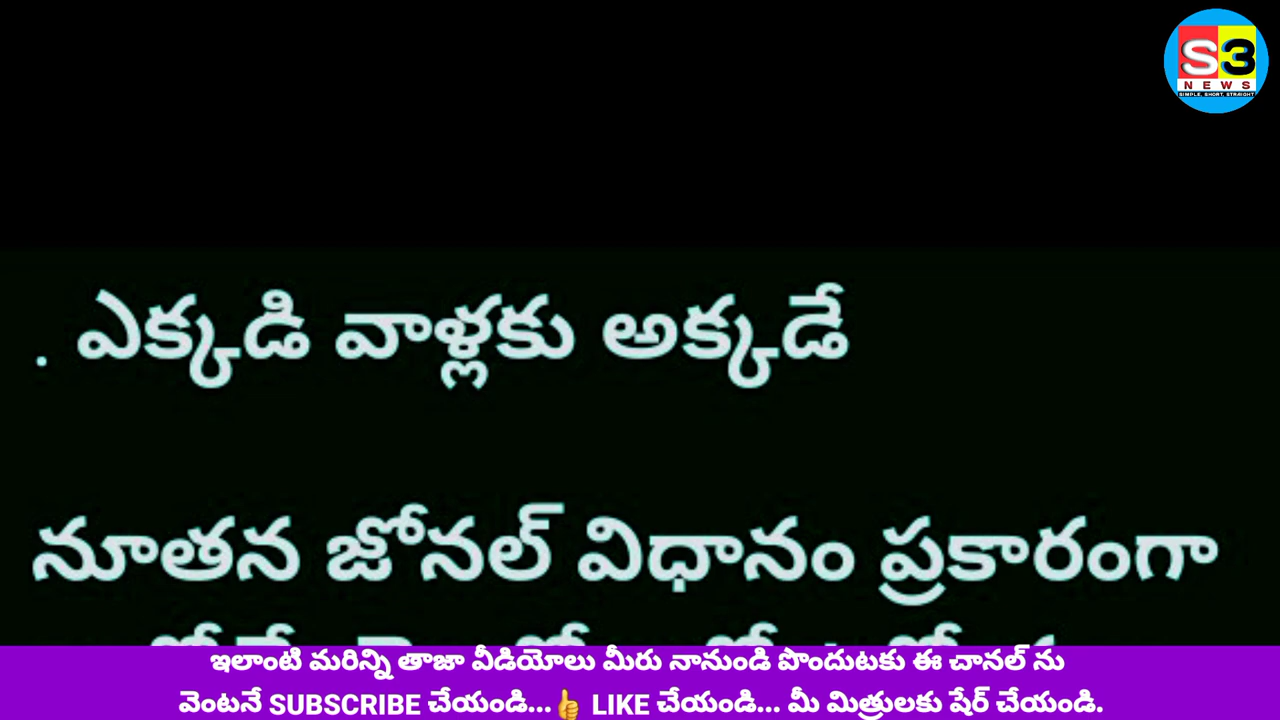 S3
NEWS
SIMPLE, SHORT, STRAIGHT
. ఎక్కడి వాళ్లకు అక్కడే
నూతన జోనల్ విధానం ప్రకారంగా
ఇలాంటి మరిన్ని తాజా వీడియోలు మీరు నానుండి పొందుటకు ఈ చానల్ ను
వెంటనే SUBSCRIBE చేయండి...👍 LIKE చేయండి... మీ మిత్రులకు షేర్ చేయండి.